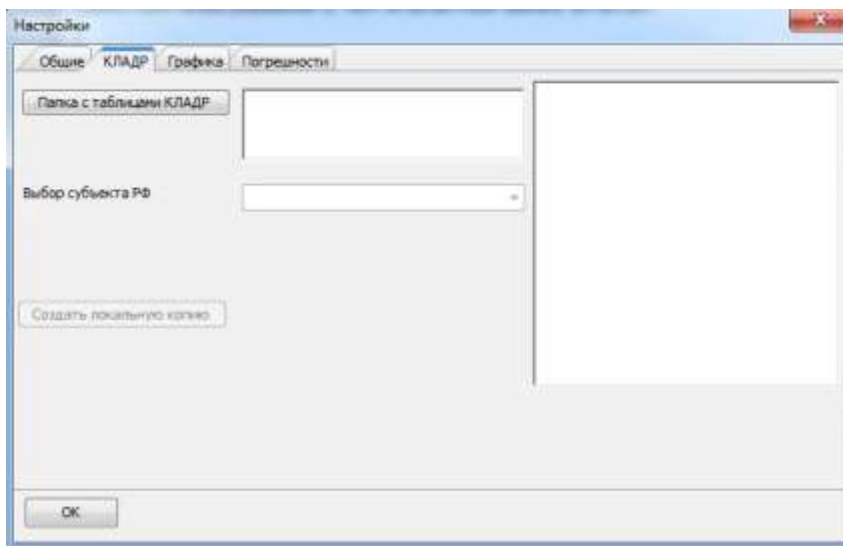 Настройки
Общие КЛАДР Графика Погрешности
Папка с таблицами КЛАДР
Выбор субъекта РФ
Создать локальную копию
OK